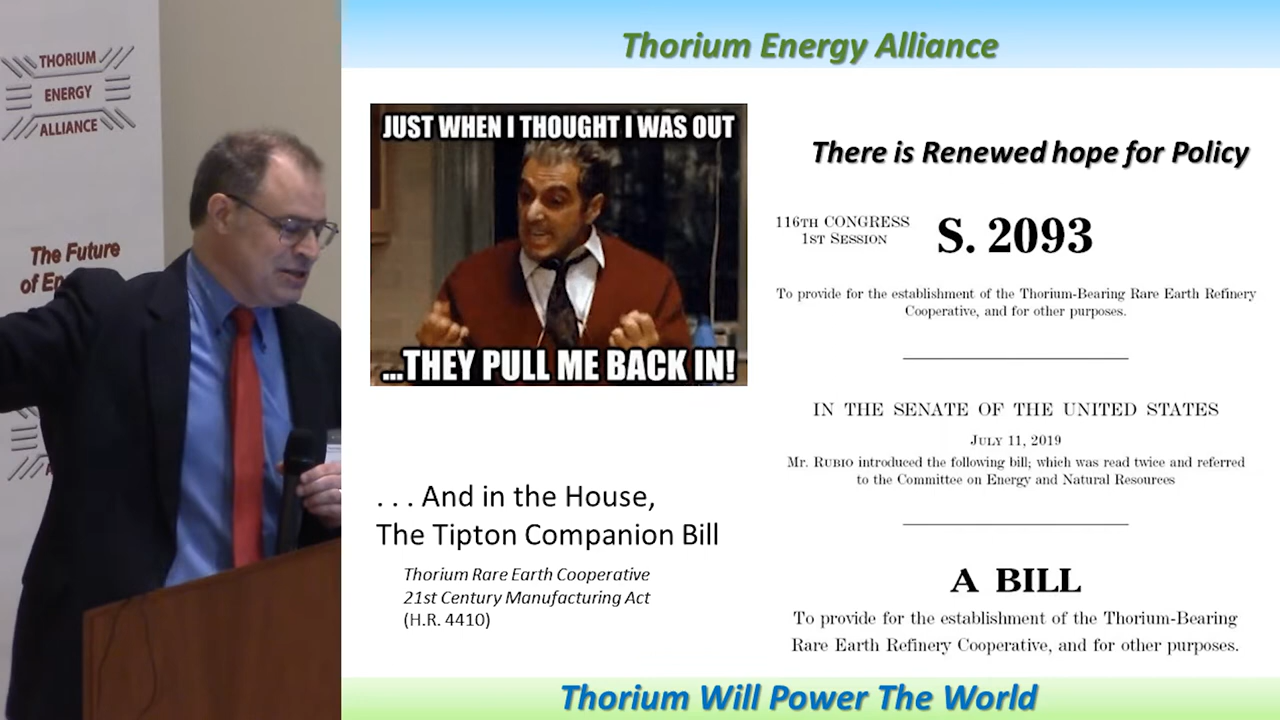 THORIUM
ENERGY
ALLIANCE
The Future
Thorium Energy Alliance
JUST WHEN I THOUGHT I WAS OUT
...THEY PULL ME BACK IN!
. . . And in the House,
The Tipton Companion Bill
Thorium Rare Earth Cooperative
21st Century Manufacturing Act
(H.R. 4410)
There is Renewed hope for Policy
116TH CONGRESS
1ST SESSION
S. 2093
To provide for the establishment of the Thorium-Bearing Rare Earth Refinery
Cooperative, and for other purposes.
IN THE SENATE OF THE UNITED STATES
JULY 11, 2019
Mr. RUBIO introduced the following bill; which was read twice and referred
to the Committee on Energy and Natural Resources
A BILL
To provide for the establishment of the Thorium-Bearing
Rare Earth Refinery Cooperative, and for other purposes.
Thorium Will Power The World